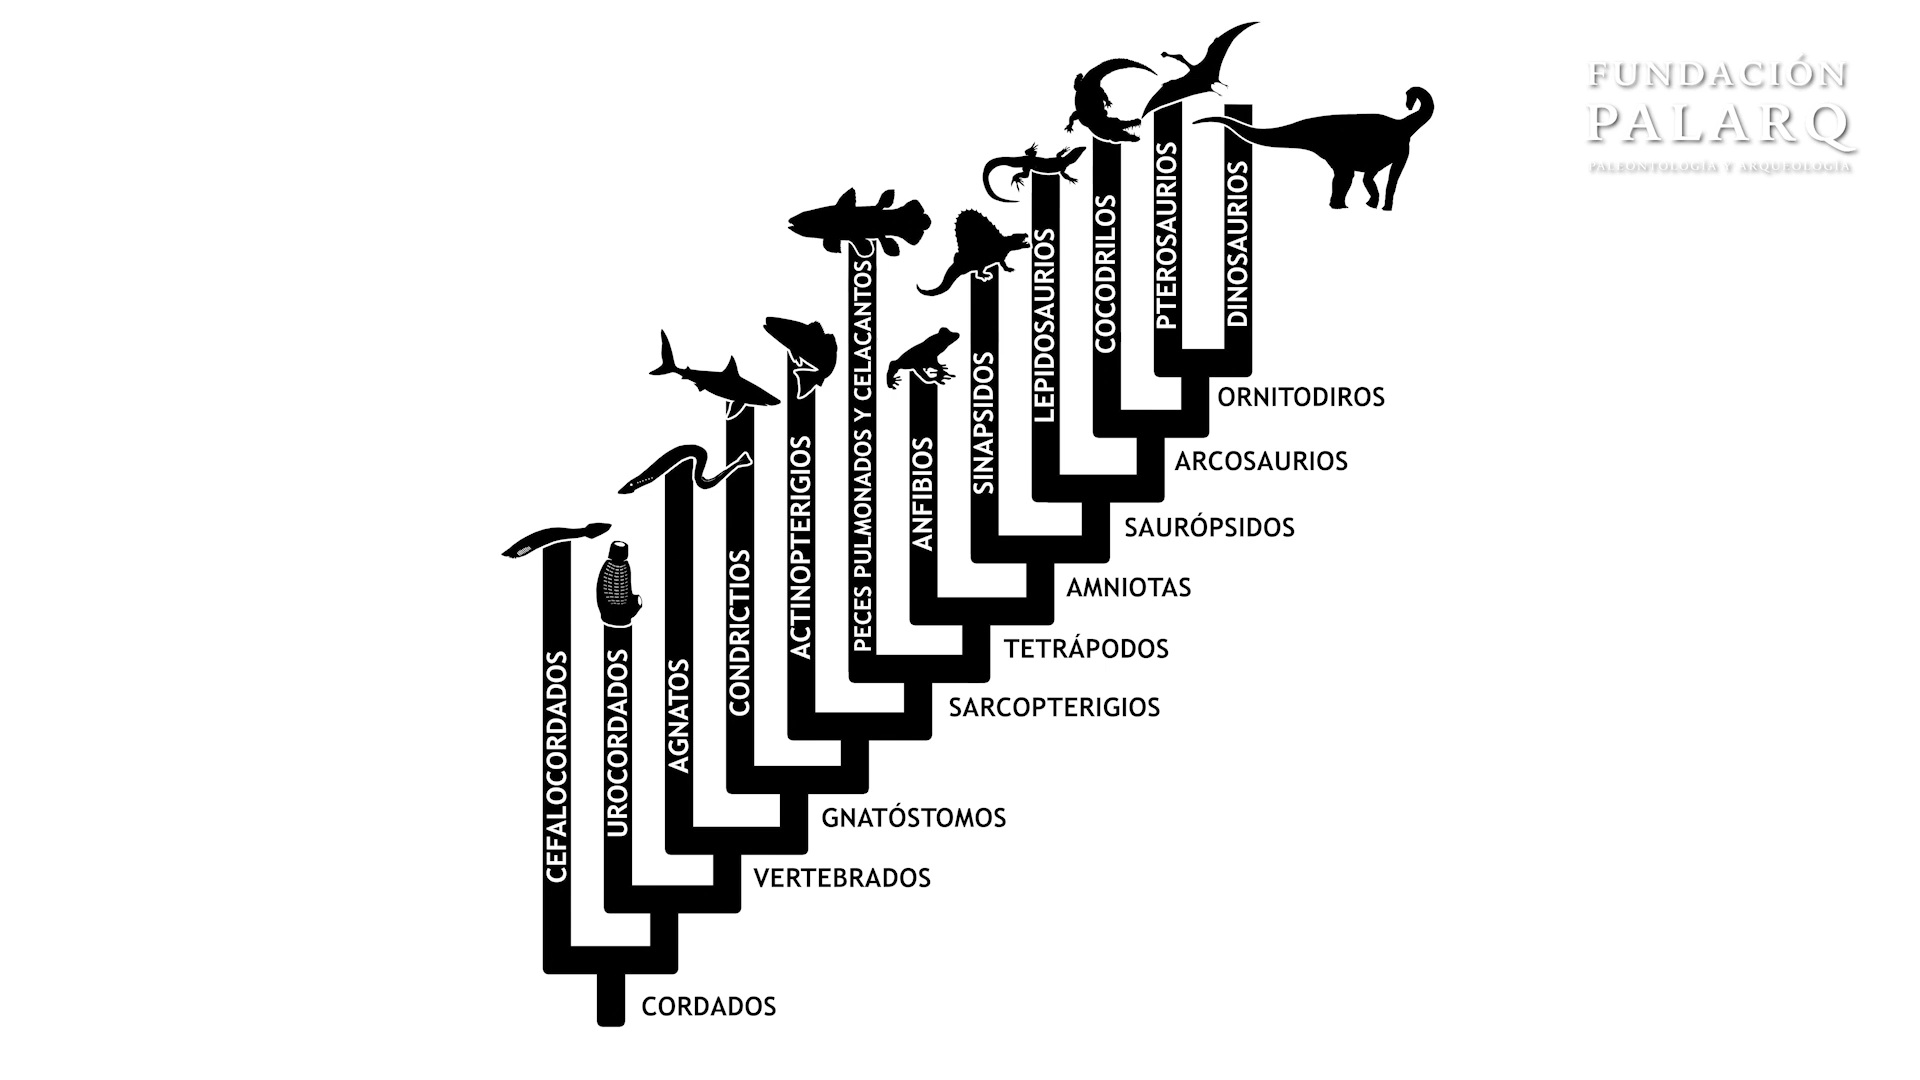 FUNDACIÓN
PALARQ
PALEONTOLOGÍA Y ARQUEOLOGÍA
CEFALOCORDADOS
UROCORDADOS
AGNATOS
CONDRICTIOS
ACTINOPTERIGIOS
PECES PULMONADOS Y CELACANTOS
ANFIBIOS
SINAPSIDOS
LEPIDOSAURIOS
COCODRILOS
PTEROSAURIOS
DINOSAURIOS
ORNITODIROS
ARCOSAURIOS
SAURÓPSIDOS
AMNIOTAS
TETRÁPODOS
SARCOPTERIGIOS
GNATÓSTOMOS
VERTEBRADOS
CORDADOS